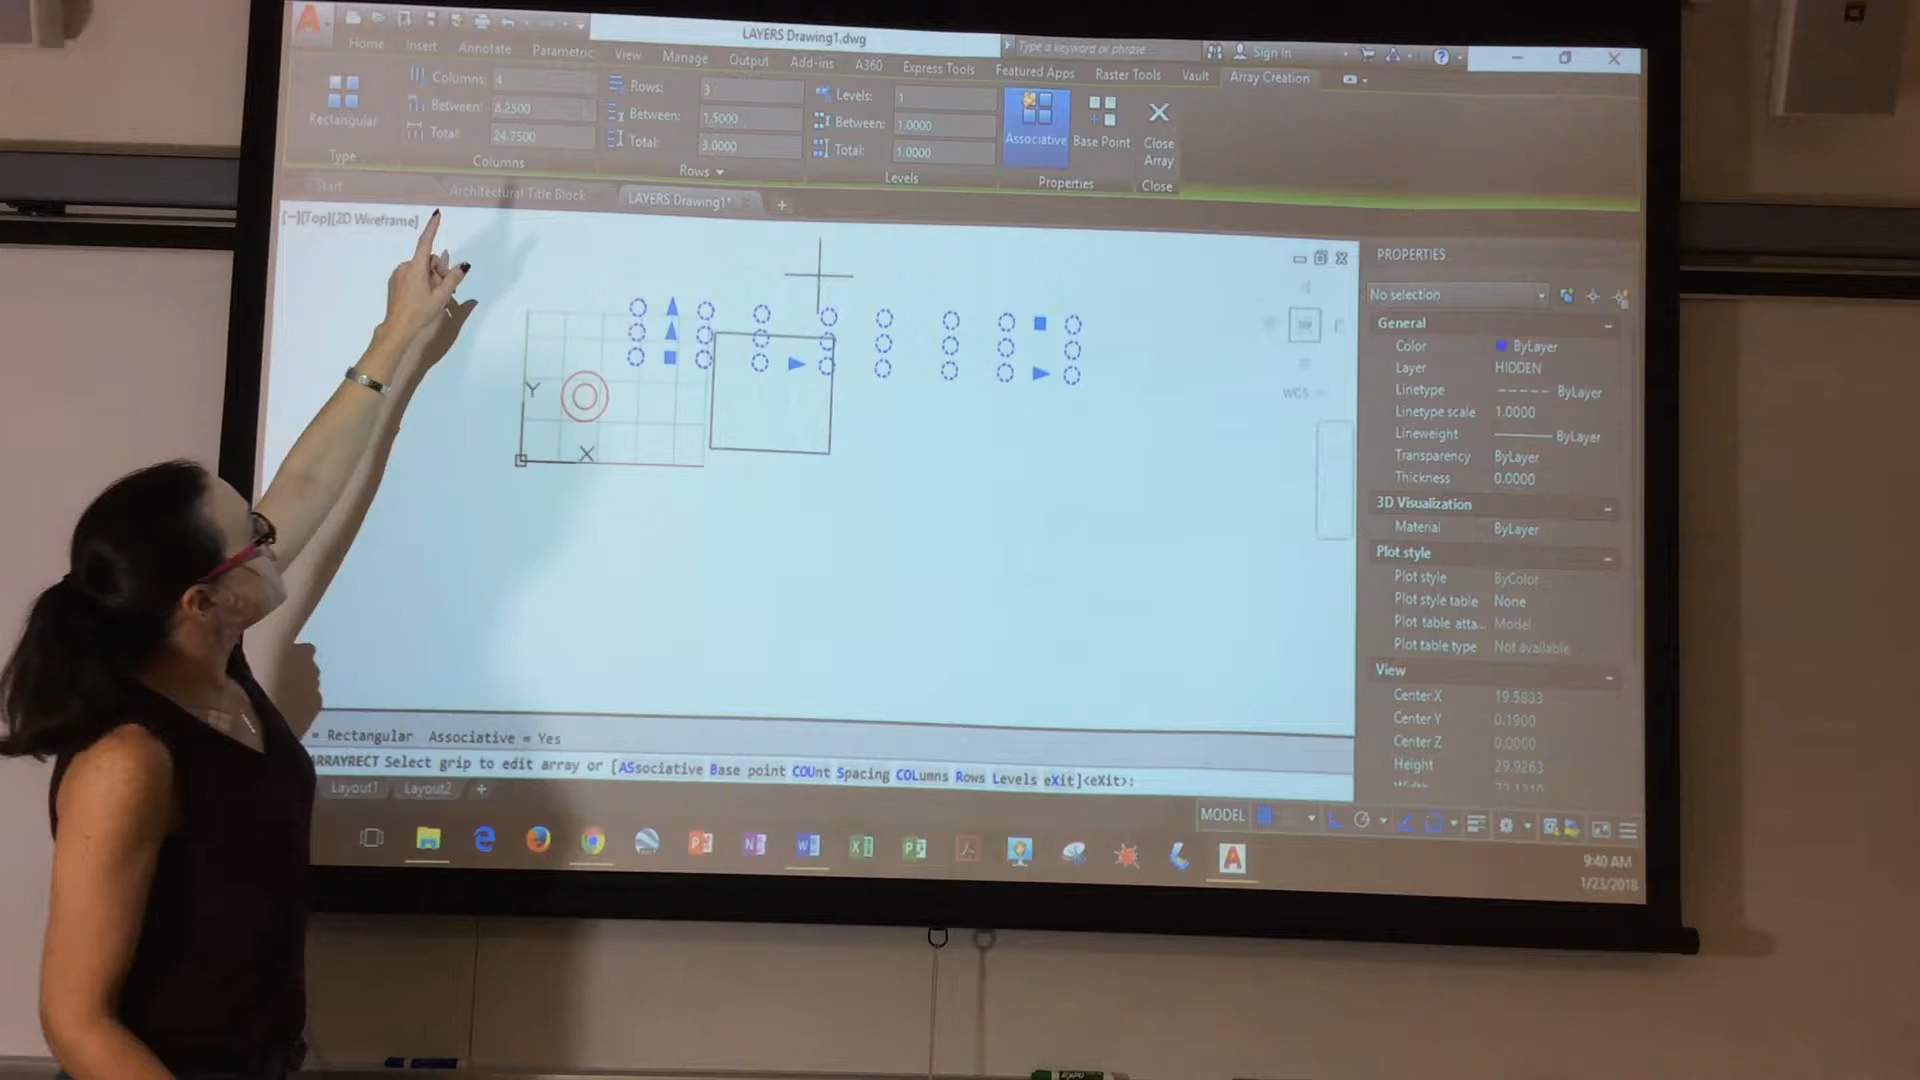 LAYERS Drawing1.dwg
Type a keyword or phrase
Sign In
Home
Insert
Annotate
Parametric
View
Manage
Output
Add-ins
A360
Express Tools
Featured Apps
Raster Tools
Vault
Array Creation
Rectangular
Type
Columns: 4
Between: 8.2500
Total: 24.7500
Columns
Rows: 3
Between: 1.5000
Total: 3.0000
Rows
Levels: 1
Between: 1.0000
Total: 1.0000
Levels
Associative
Base Point
Properties
Close Array
Close
Start
Architectural Title Block
LAYERS Drawing1*
[−][Top][2D Wireframe]
Y
X
TOP
WCS
PROPERTIES
No selection
General
Color ByLayer
Layer HIDDEN
Linetype ByLayer
Linetype scale 1.0000
Lineweight ByLayer
Transparency ByLayer
Thickness 0.0000
3D Visualization
Material ByLayer
Plot style
Plot style ByColor
Plot style table None
Plot table atta... Model
Plot table type Not available
View
Center X 19.5833
Center Y 0.1900
Center Z 0.0000
Height 29.9263
= Rectangular Associative = Yes
ARRAYRECT Select grip to edit array or [ASsociative Base point COUnt Spacing COLumns Rows Levels eXit]<eXit>:
Layout1
Layout2
MODEL
9:40 AM
1/23/2018
EXPO